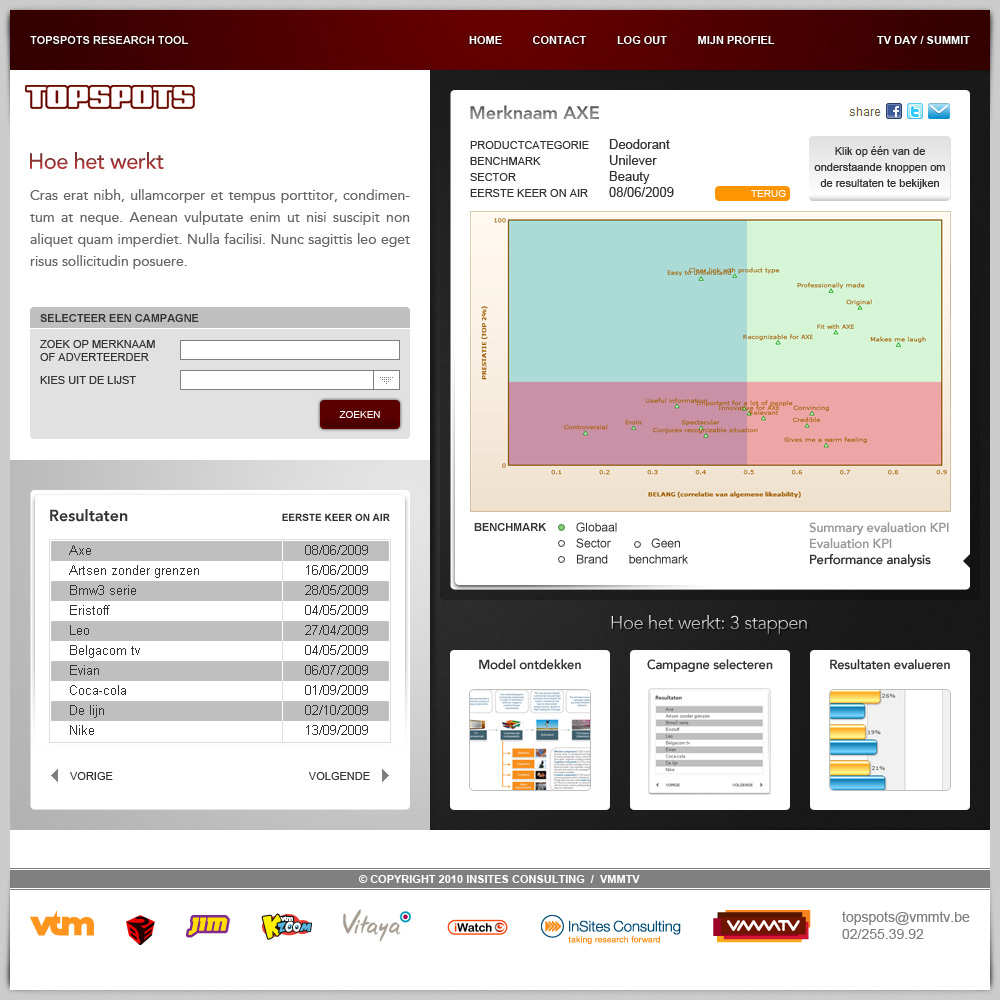 TOPSPOTS RESEARCH TOOL
HOME
CONTACT
LOG OUT
MIJN PROFIEL
TV DAY / SUMMIT
TOPSPOTS
Hoe het werkt
Cras erat nibh, ullamcorper et tempus porttitor, condimen-
tum at neque. Aenean vulputate enim ut nisi suscipit non
aliquet quam imperdiet. Nulla facilisi. Nunc sagittis leo eget
risus sollicitudin posuere.
SELECTEER EEN CAMPAGNE
ZOEK OP MERKNAAM
OF ADVERTEERDER
KIES UIT DE LIJST
ZOEKEN
Resultaten
EERSTE KEER ON AIR
Axe 08/06/2009
Artsen zonder grenzen 16/06/2009
Bmw3 serie 28/05/2009
Eristoff 04/05/2009
Leo 27/04/2009
Belgacom tv 04/05/2009
Evian 06/07/2009
Coca-cola 01/09/2009
De lijn 02/10/2009
Nike 13/09/2009
VORIGE
VOLGENDE
Merknaam AXE
share
PRODUCTCATEGORIE Deodorant
BENCHMARK Unilever
SECTOR Beauty
EERSTE KEER ON AIR 08/06/2009
TERUG
Klik op één van de
onderstaande knoppen om
de resultaten te bekijken
100
PRESTATIE (TOP 2%)
Easy to understand
Clear link with product type
Professionally made
Original
Fit with AXE
Recognizable for AXE
Makes me laugh
Useful information
Important for a lot of people
Innovative for AXE
Relevant
Convincing
Controversial
Erotic
Spectacular
Credible
Conjures recognizable situation
Gives me a warm feeling
0
0.1 0.2 0.3 0.4 0.5 0.6 0.7 0.8 0.9
BELANG (correlatie van algemene likeability)
BENCHMARK
Globaal
Sector
Geen
Brand
benchmark
Summary evaluation KPI
Evaluation KPI
Performance analysis
Hoe het werkt: 3 stappen
Model ontdekken
Campagne selecteren
Resultaten
Axe
Artsen zonder grenzen
Bmw3 serie
Eristoff
Leo
Belgacom tv
Evian
Coca-cola
De lijn
Nike
VORIGE
VOLGENDE
Resultaten evalueren
26%
19%
21%
© COPYRIGHT 2010 INSITES CONSULTING / VMMTV
vtm
JIM
vtm
KZOOM
Vitaya
iWatch
InSites Consulting
taking research forward
VMMTV
topspots@vmmtv.be
02/255.39.92